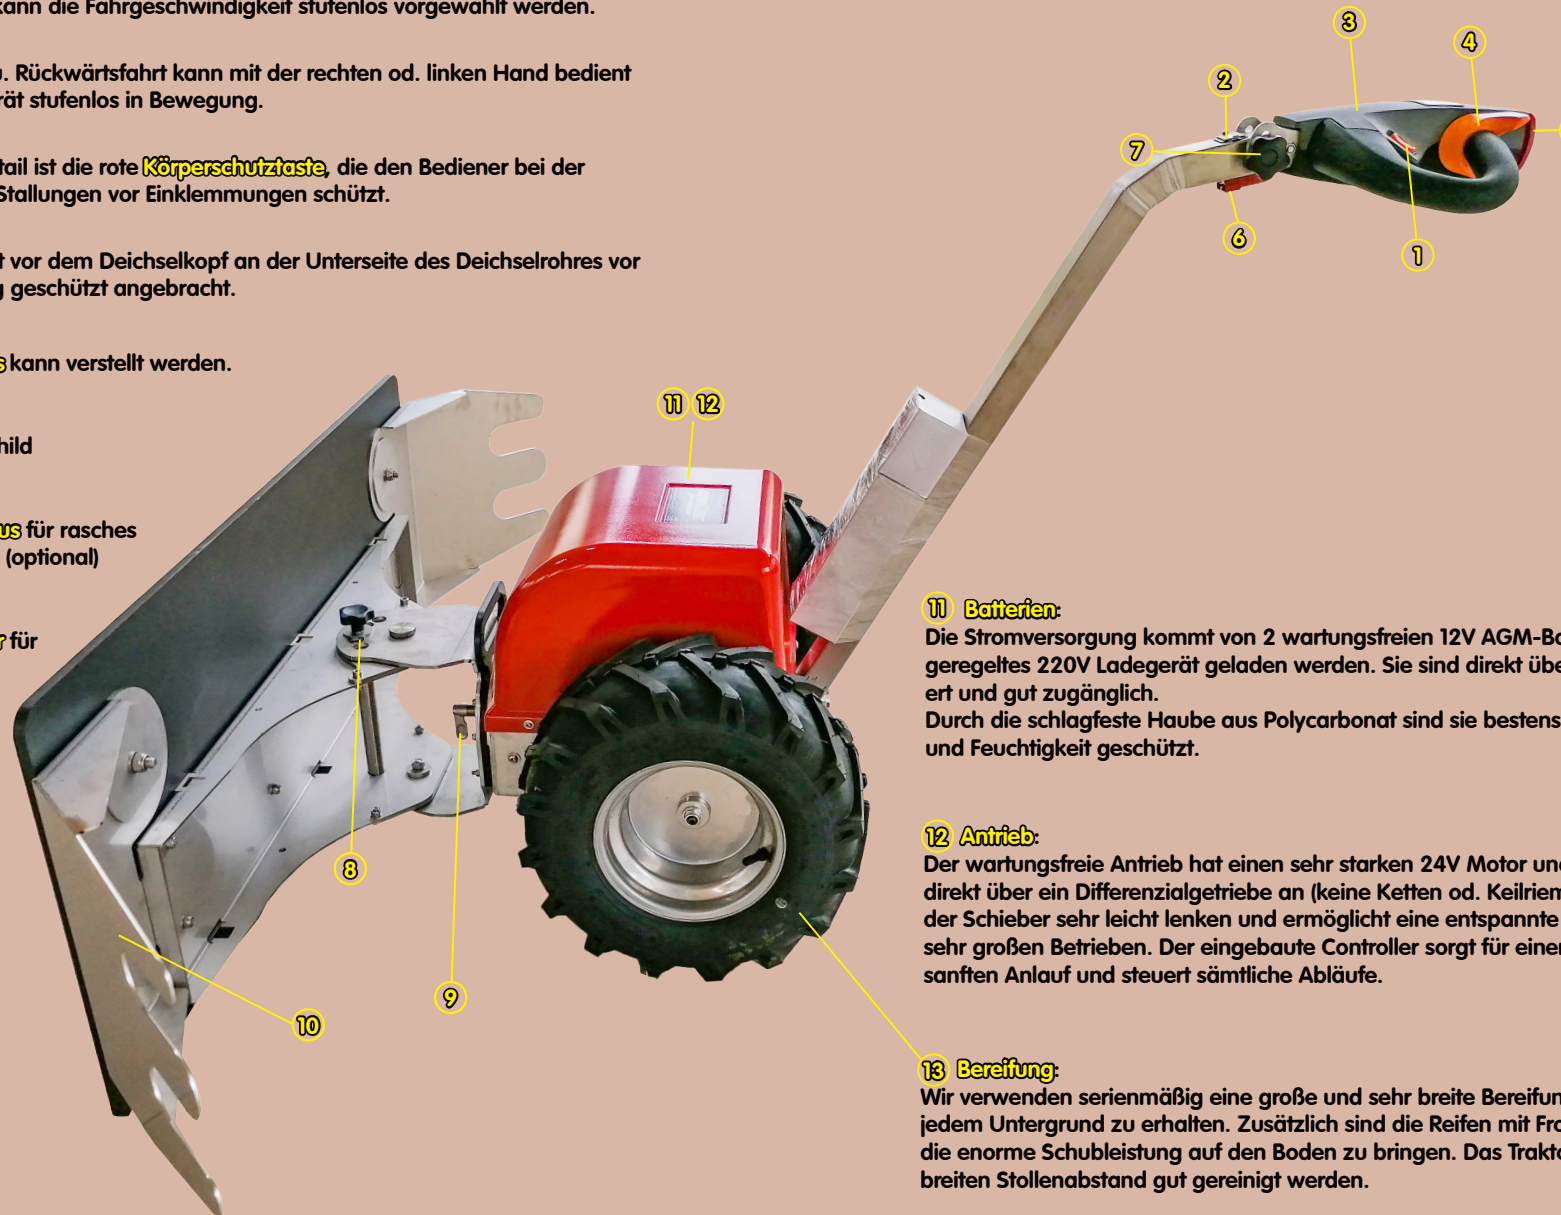 kann die Fahrgeschwindigkeit stufenlos vorgewählt werden.
u. Rückwärtsfahrt kann mit der rechten od. linken Hand bedient
rät stufenlos in Bewegung.
tail ist die rote Körperschutztaste, die den Bediener bei der
Stallungen vor Einklemmungen schützt.
t vor dem Deichselkopf an der Unterseite des Deichselrohres vor
g geschützt angebracht.
s kann verstellt werden.
hild
us für rasches
(optional)
r für
3
4
2
7
6
1
11 12
8
9
10
11 Batterien:
Die Stromversorgung kommt von 2 wartungsfreien 12V AGM-Ba
geregeltes 220V Ladegerät geladen werden. Sie sind direkt übe
ert und gut zugänglich.
Durch die schlagfeste Haube aus Polycarbonat sind sie bestens
und Feuchtigkeit geschützt.
12 Antrieb:
Der wartungsfreie Antrieb hat einen sehr starken 24V Motor und
direkt über ein Differenzialgetriebe an (keine Ketten od. Keilriem
der Schieber sehr leicht lenken und ermöglicht eine entspannte
sehr großen Betrieben. Der eingebaute Controller sorgt für einen
sanften Anlauf und steuert sämtliche Abläufe.
13 Bereifung:
Wir verwenden serienmäßig eine große und sehr breite Bereifun
jedem Untergrund zu erhalten. Zusätzlich sind die Reifen mit Fro
die enorme Schubleistung auf den Boden zu bringen. Das Trakto
breiten Stollenabstand gut gereinigt werden.